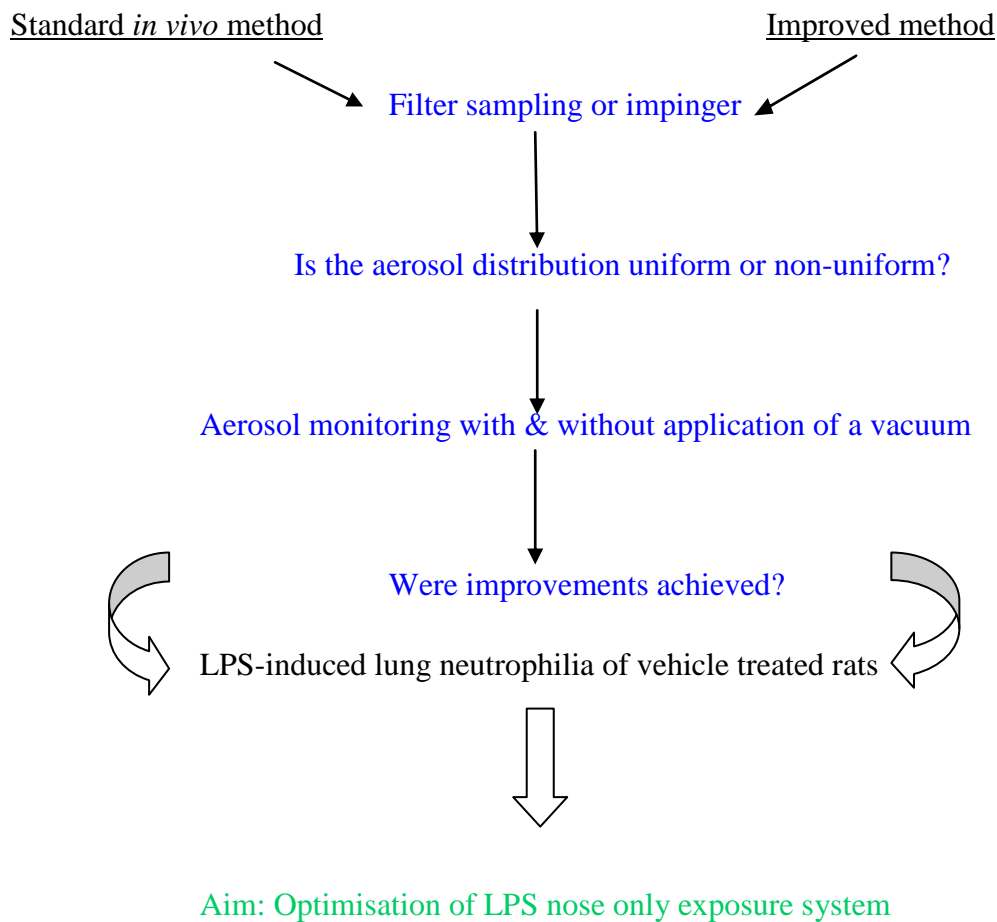 Standard in vivo method
Improved method
Filter sampling or impinger
Is the aerosol distribution uniform or non-uniform?
Aerosol monitoring with & without application of a vacuum
Were improvements achieved?
LPS-induced lung neutrophilia of vehicle treated rats
Aim: Optimisation of LPS nose only exposure system